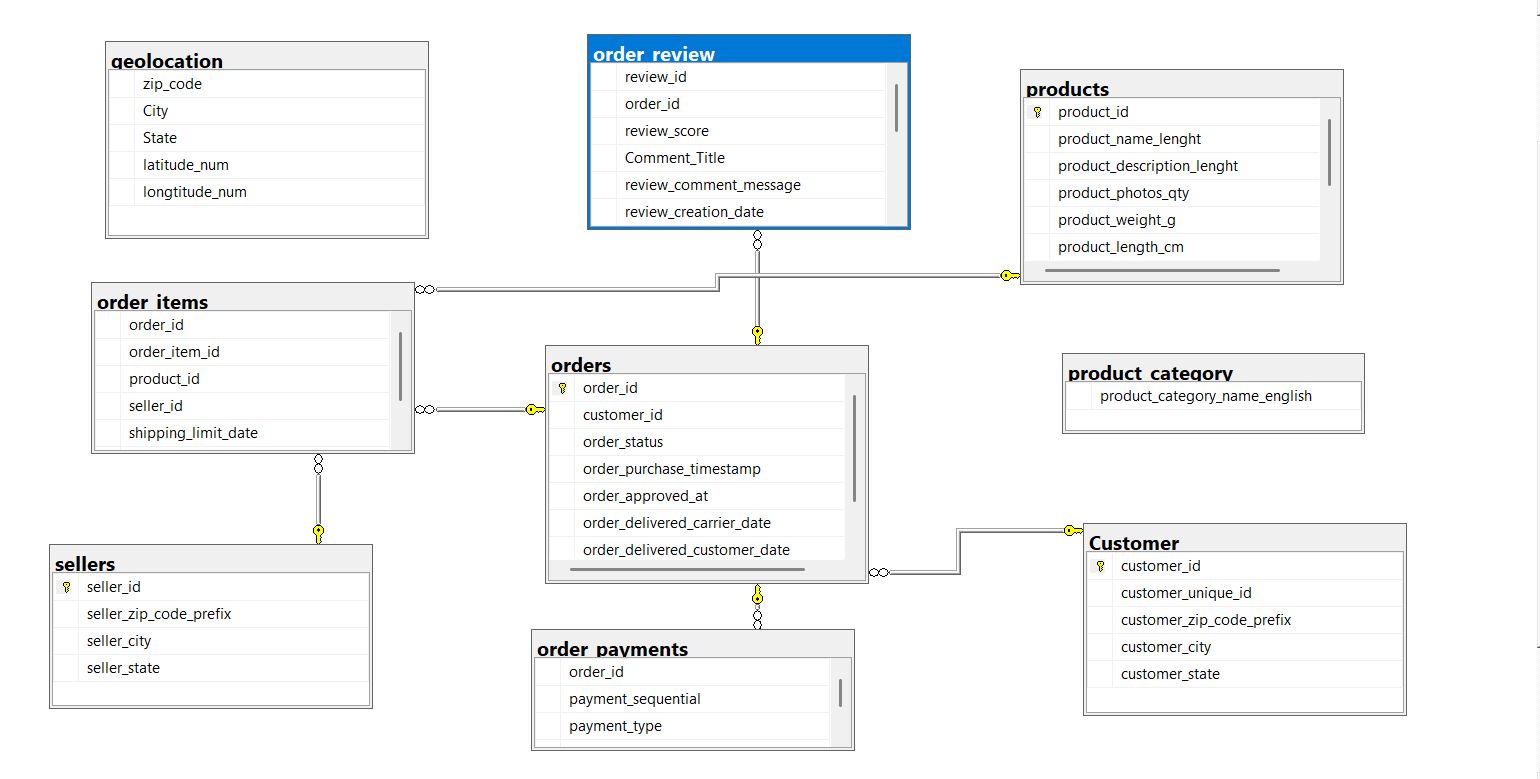 geolocation
zip_code
City
State
latitude_num
longtitude_num
order_review
review_id
order_id
review_score
Comment_Title
review_comment_message
review_creation_date
products
product_id
product_name_lenght
product_description_lenght
product_photos_qty
product_weight_g
product_length_cm
order_items
order_id
order_item_id
product_id
seller_id
shipping_limit_date
orders
order_id
customer_id
order_status
order_purchase_timestamp
order_approved_at
order_delivered_carrier_date
order_delivered_customer_date
product_category
product_category_name_english
sellers
seller_id
seller_zip_code_prefix
seller_city
seller_state
order_payments
order_id
payment_sequential
payment_type
Customer
customer_id
customer_unique_id
customer_zip_code_prefix
customer_city
customer_state